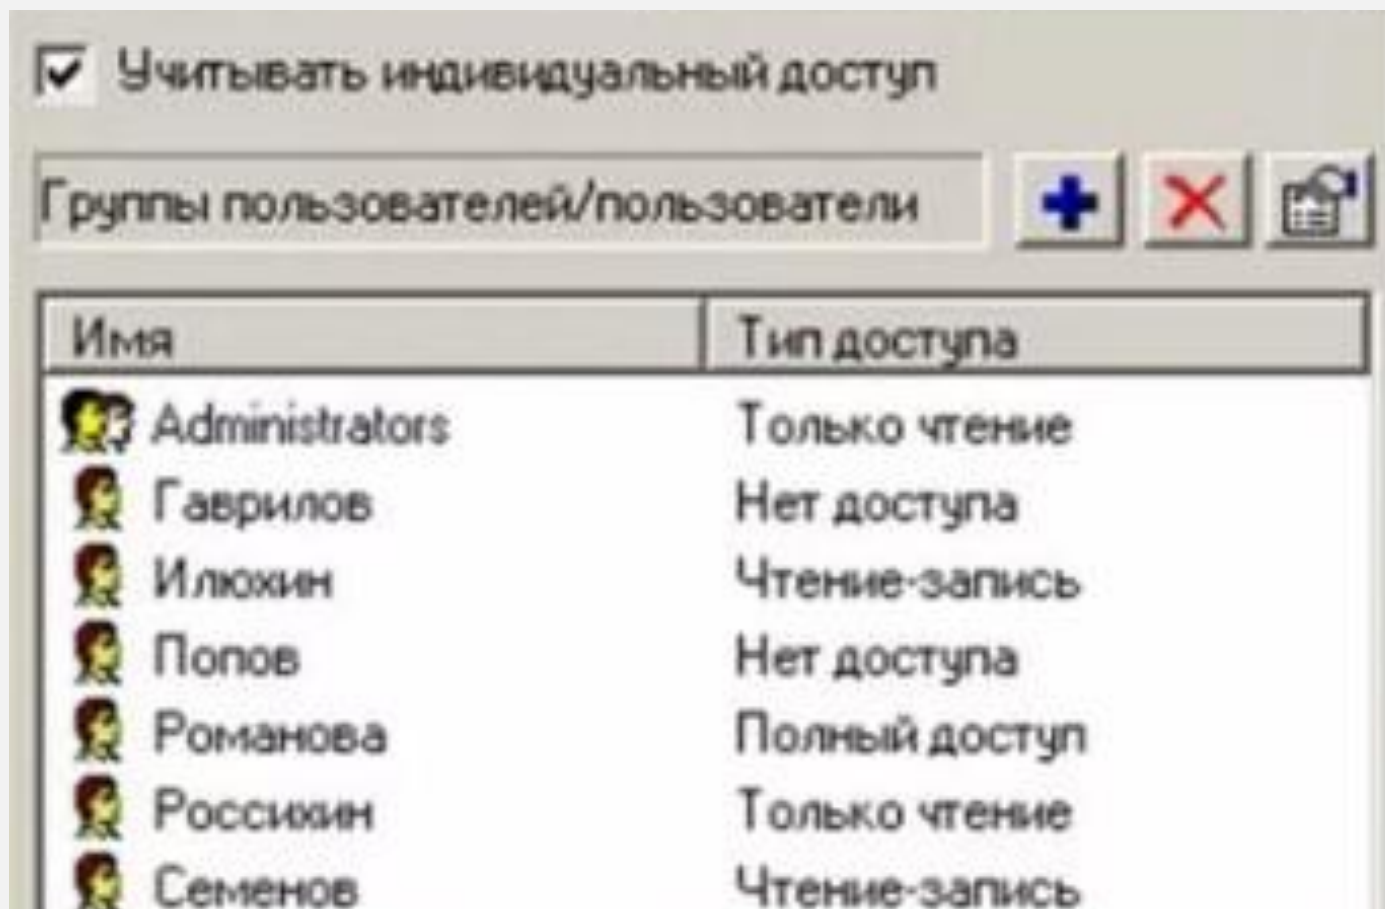 Учитывать индивидуальный доступ
Группы пользователей/пользователи
Имя Тип доступа
Administrators Только чтение
Гаврилов Нет доступа
Илюхин Чтение-запись
Попов Нет доступа
Романова Полный доступ
Россихин Только чтение
Семенов Чтение-запись